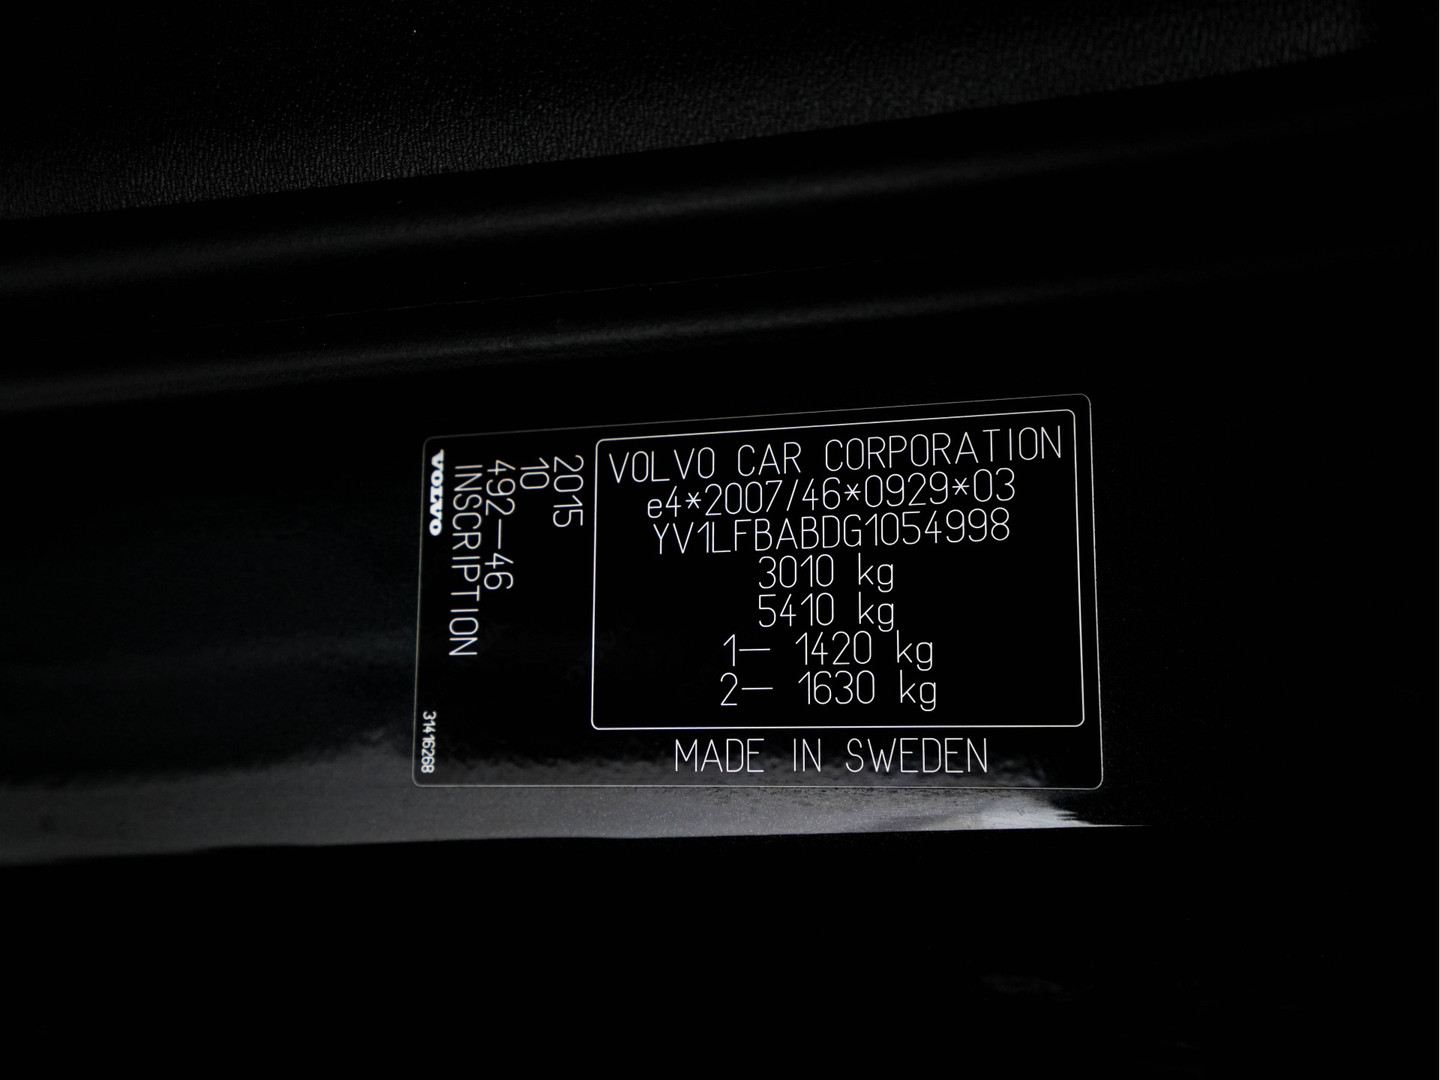 VOLVO CAR CORPORATION
e4*2007/46*0929*03
YV1LFBABDG1054998
3010 kg
5410 kg
1— 1420 kg
2— 1630 kg
MADE IN SWEDEN
2015
10
492—46
INSCRIPTION
VOLVO
31416268